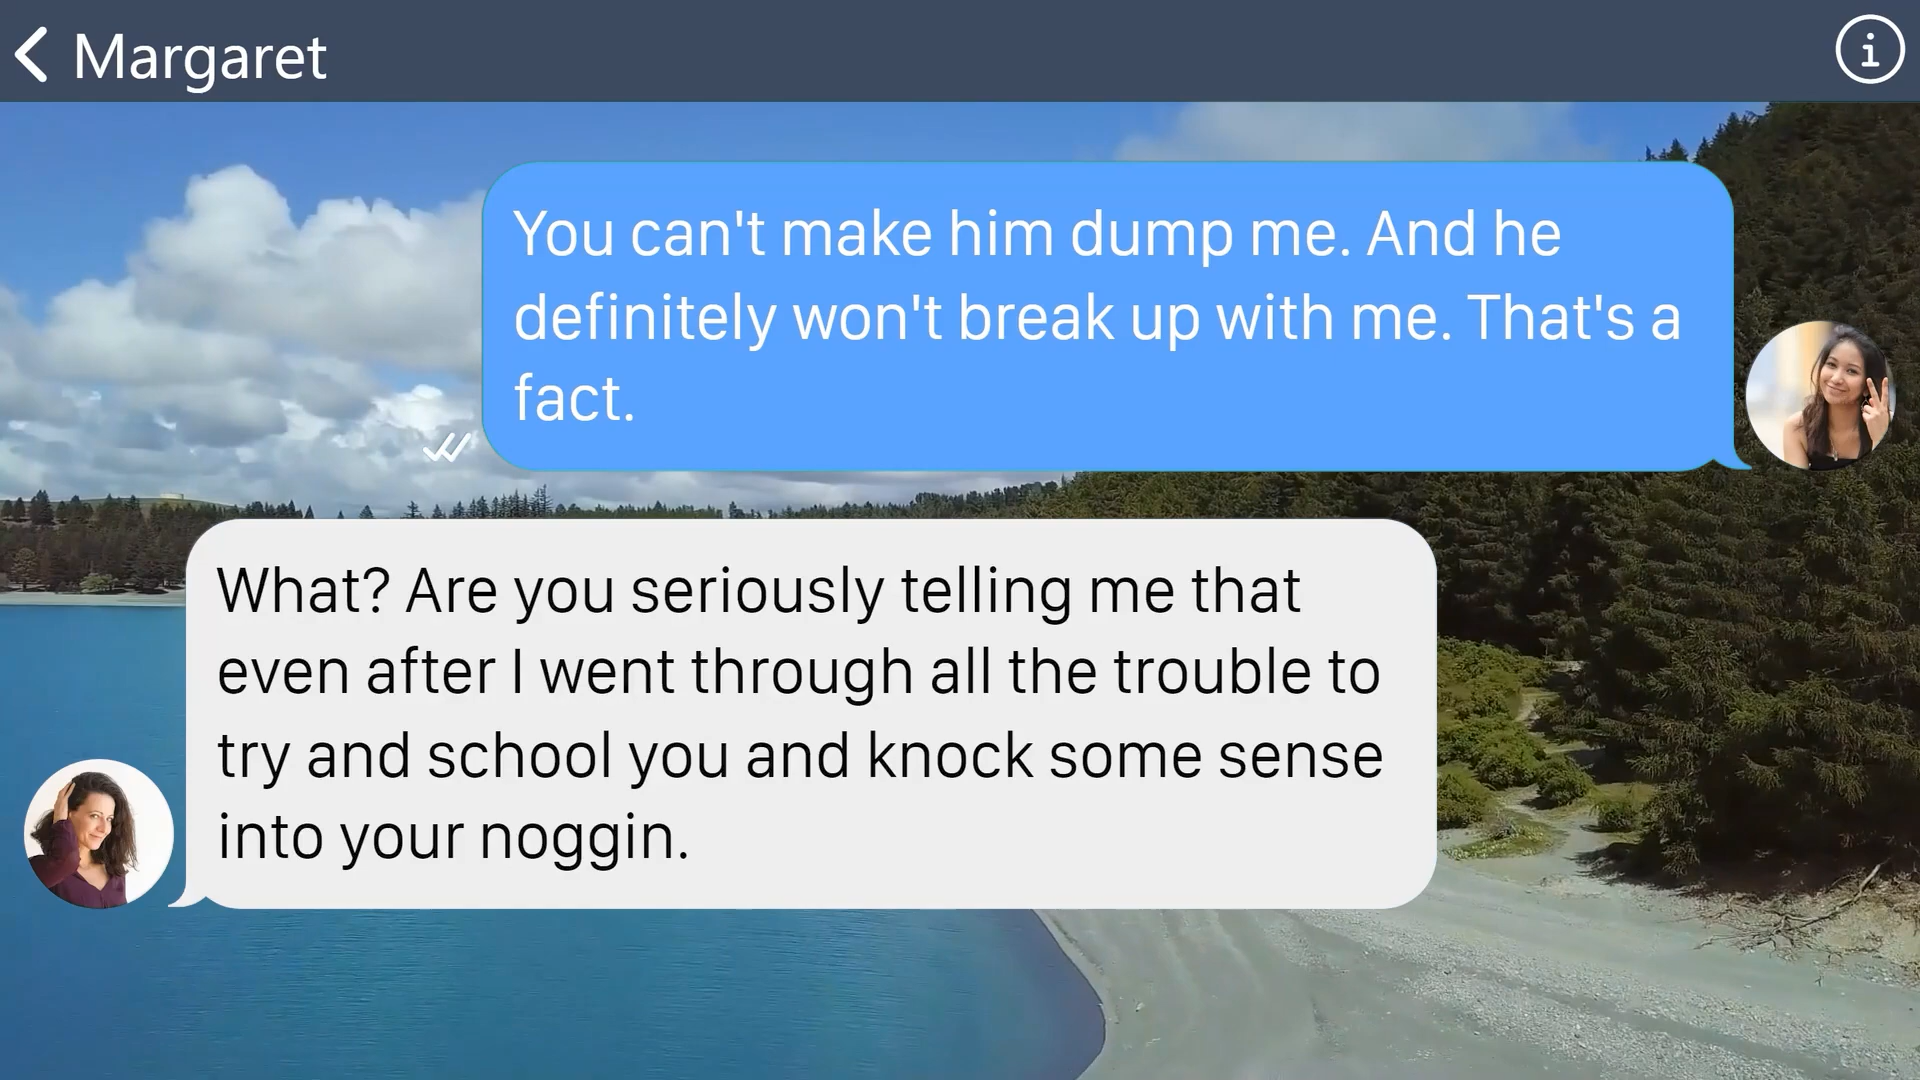 Margaret
You can't make him dump me. And he
definitely won't break up with me. That's a
fact.
What? Are you seriously telling me that
even after I went through all the trouble to
try and school you and knock some sense
into your noggin.